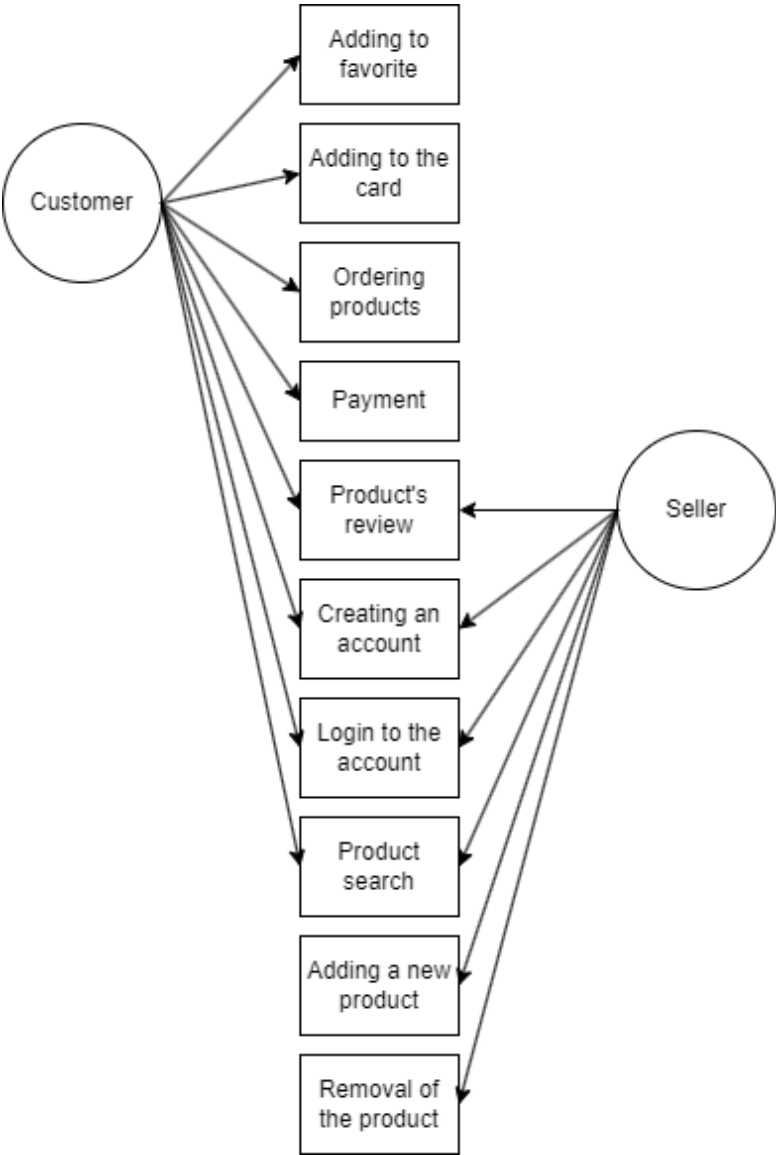 Adding to
favorite
Adding to the
card
Customer
Ordering
products
Payment
Product's
review
Seller
Creating an
account
Login to the
account
Product
search
Adding a new
product
Removal of
the product